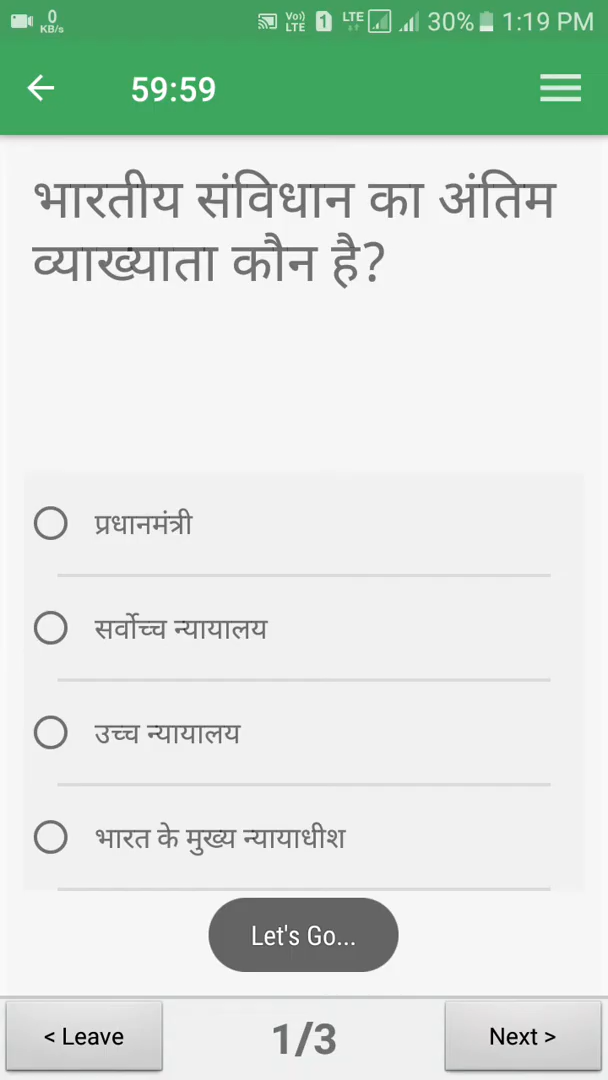 0 KB/s Vo) LTE 1 LTE 30% 1:19 PM
59:59
भारतीय संविधान का अंतिम
व्याख्याता कौन है?
प्रधानमंत्री
सर्वोच्च न्यायालय
उच्च न्यायालय
भारत के मुख्य न्यायाधीश
Let's Go...
< Leave 1/3 Next >